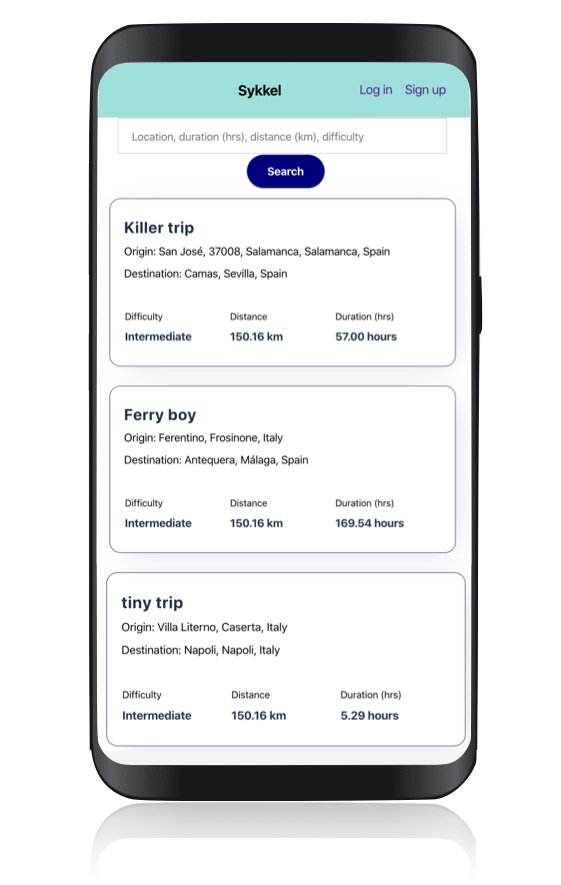 Sykkel Log in Sign up
Location, duration (hrs), distance (km), difficulty
Search
Killer trip
Origin: San José, 37008, Salamanca, Salamanca, Spain
Destination: Camas, Sevilla, Spain
Difficulty Distance Duration (hrs)
Intermediate 150.16 km 57.00 hours
Ferry boy
Origin: Ferentino, Frosinone, Italy
Destination: Antequera, Málaga, Spain
Difficulty Distance Duration (hrs)
Intermediate 150.16 km 169.54 hours
tiny trip
Origin: Villa Literno, Caserta, Italy
Destination: Napoli, Napoli, Italy
Difficulty Distance Duration (hrs)
Intermediate 150.16 km 5.29 hours